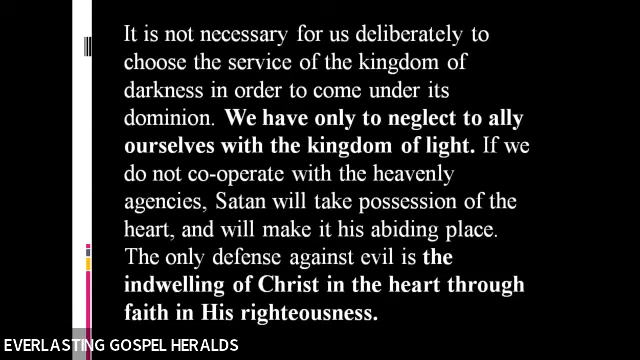 It is not necessary for us deliberately to
choose the service of the kingdom of
darkness in order to come under its
dominion. We have only to neglect to ally
ourselves with the kingdom of light. If we
do not co-operate with the heavenly
agencies, Satan will take possession of the
heart, and will make it his abiding place.
The only defense against evil is the
indwelling of Christ in the heart through
faith in His righteousness.
EVERLASTING GOSPEL HERALDS